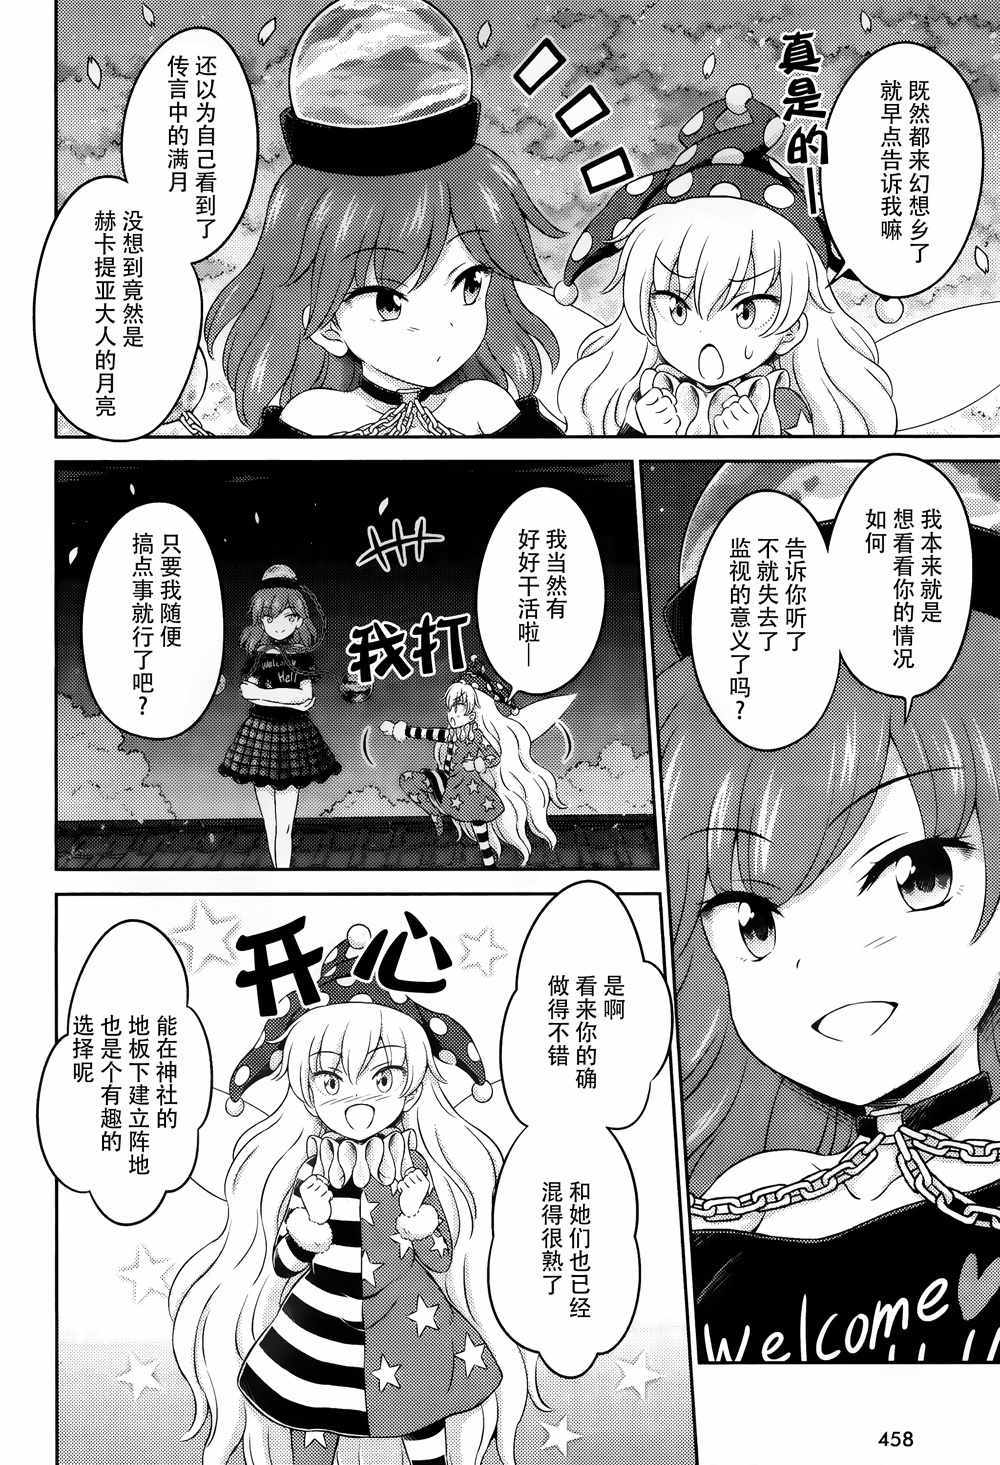 既然都来幻想乡了
就早点告诉我嘛
真是的
还以为自己看到了
传言中的满月
没想到竟然是
赫卡提亚大人的月亮
我本来就是
想看看你的情况
如何
告诉你听了
不就失去了
监视的意义了吗?
Welcome
我当然有
好好干活啦—
我打
Welcome
Hell
只要我随便
搞点事就行了吧?
是啊
看来你的确
做得不错
和她们也已经
混得很熟了
开心
能在神社的
地板下建立阵地
也是个有趣的
选择呢
458